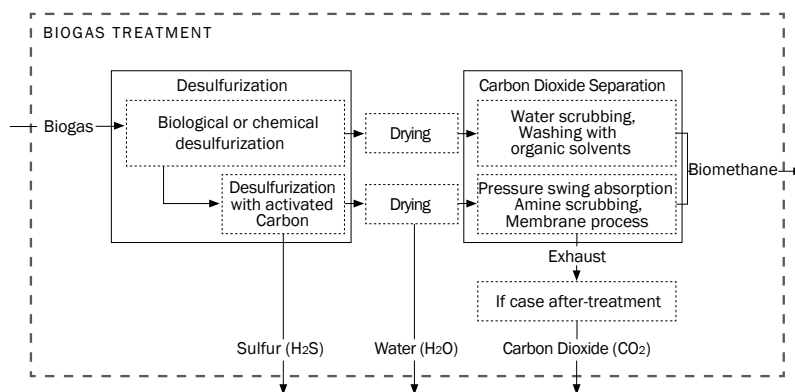 BIOGAS TREATMENT
Desulfurization
Carbon Dioxide Separation
Biogas
Biological or chemical
desulfurization
Drying
Water scrubbing,
Washing with
organic solvents
Biomethane
Desulfurization
with activated
Carbon
Drying
Pressure swing absorption
Amine scrubbing,
Membrane process
Exhaust
If case after-treatment
Sulfur (H2S)
Water (H2O)
Carbon Dioxide (CO2)